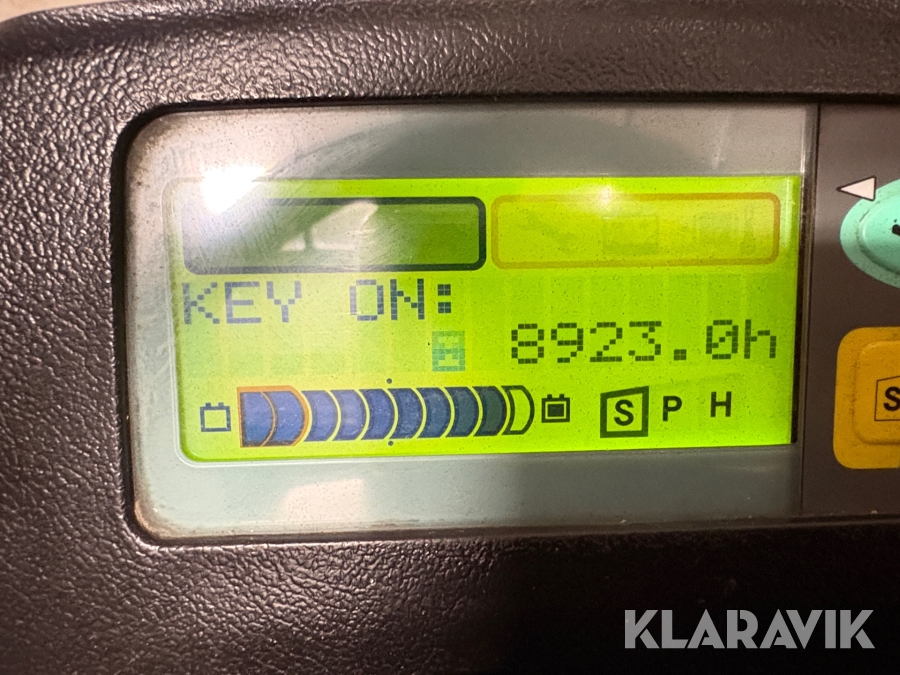 KEY ON:
8923.0h
S P H
S
KLARAVIK